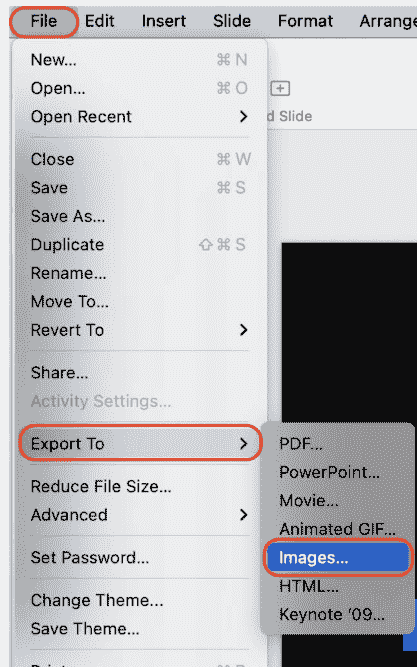 File Edit Insert Slide Format Arrange
New... ⌘ N
Open... ⌘ O
Open Recent
d Slide
Close ⌘ W
Save ⌘ S
Save As...
Duplicate ⇧ ⌘ S
Rename...
Move To...
Revert To
Share...
Activity Settings...
Export To
Reduce File Size...
Advanced
Set Password...
Change Theme...
Save Theme...
PDF...
PowerPoint...
Movie...
Animated GIF...
Images...
HTML...
Keynote ‘09...